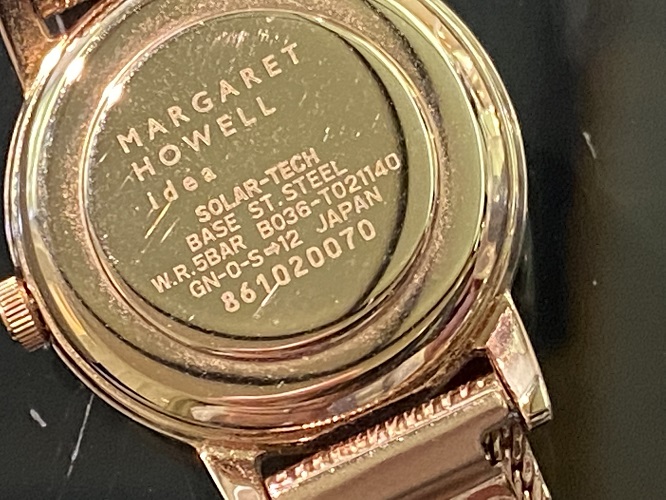 MARGARET
HOWELL
idea
SOLAR-TECH
BASE ST.STEEL
W.R.5BAR B036-T021140
GN-0-S⇨12 JAPAN
861020070